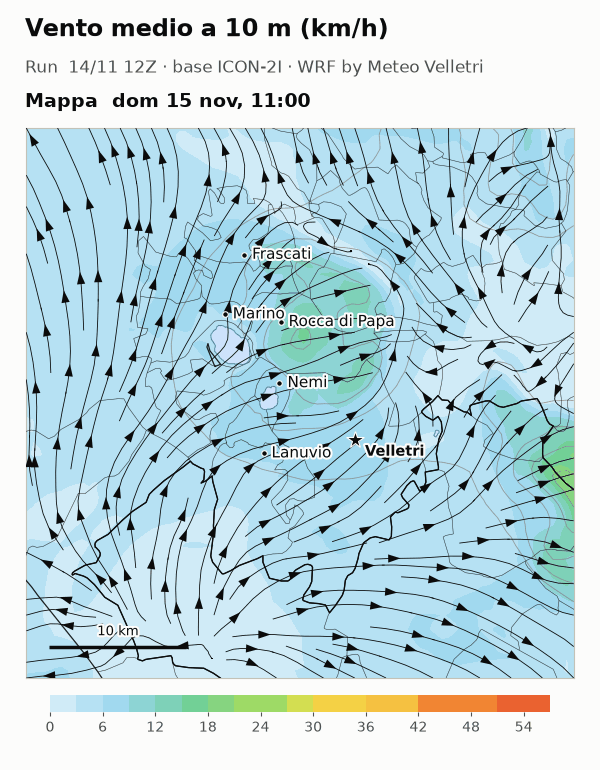 Vento medio a 10 m (km/h)
Run  14/11 12Z · base ICON-2I · WRF by Meteo Velletri
Mappa  dom 15 nov, 11:00
Frascati
Marino
Rocca di Papa
Nemi
Lanuvio
Velletri
10 km
0 6 12 18 24 30 36 42 48 54